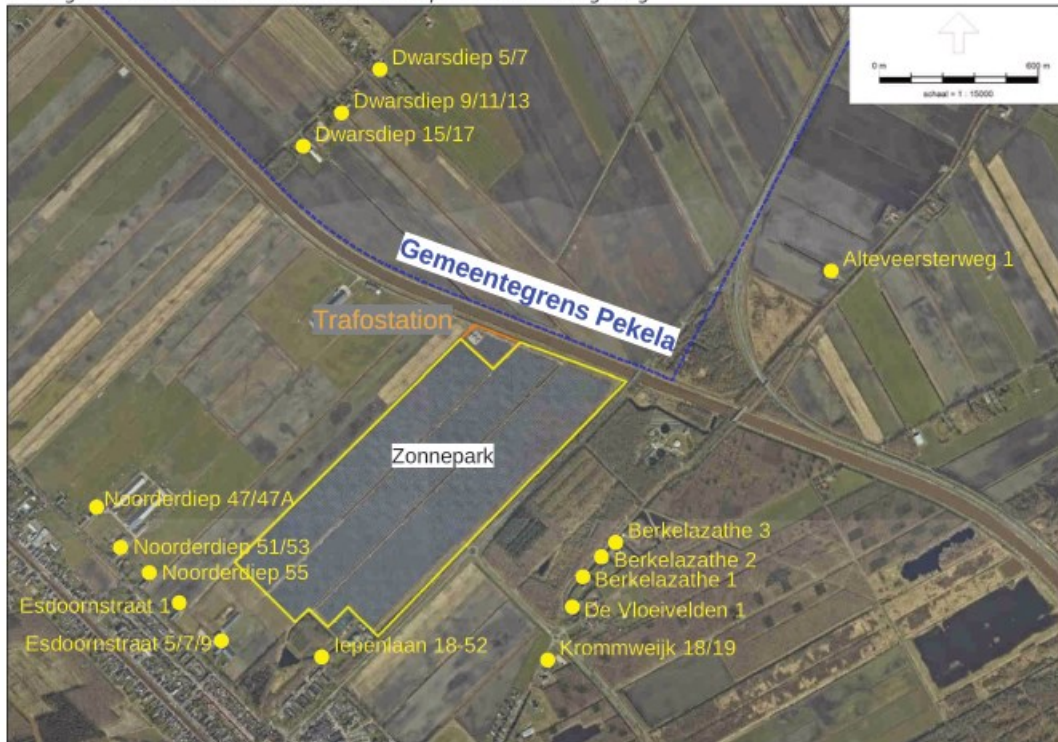 Dwarsdiep 5/7
Dwarsdiep 9/11/13
Dwarsdiep 15/17
0 m
600 m
schaal = 1 : 15000
Gemeentegrens Pekela
Alteveersterweg 1
Trafostation
Zonnepark
Noorderdiep 47/47A
Noorderdiep 51/53
Noorderdiep 55
Esdoornstraat 1
Esdoornstraat 5/7/9
Iepenlaan 18-52
Berkelazathe 3
Berkelazathe 2
Berkelazathe 1
De Vloeivelden 1
Krommweijk 18/19